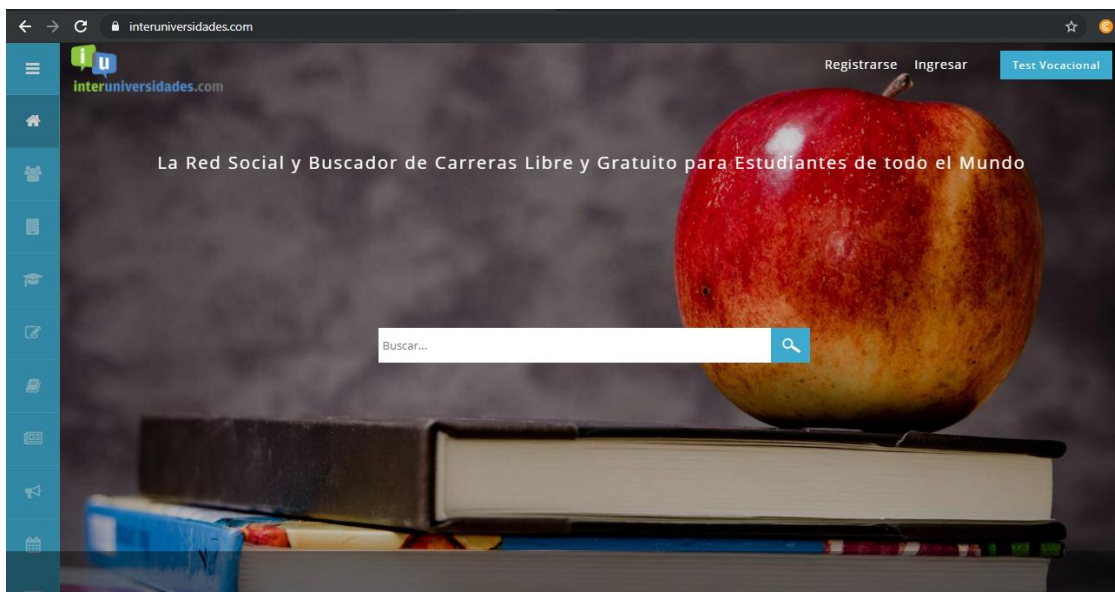 interuniversidades.com
iu
interuniversidades.com
Registrarse Ingresar Test Vocacional
La Red Social y Buscador de Carreras Libre y Gratuito para Estudiantes de todo el Mundo
Buscar...